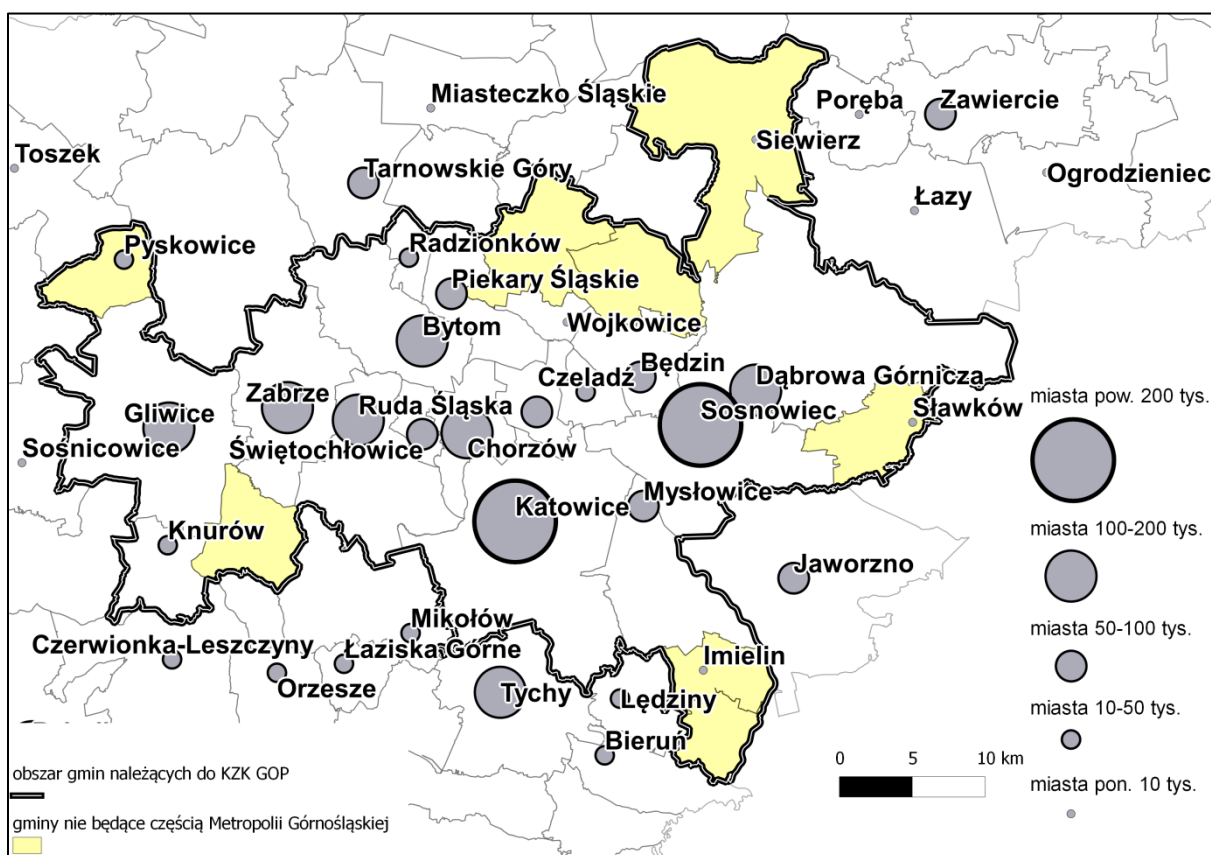 Miasteczko Śląskie
Poręba
Zawiercie
Siewierz
Toszek
Tarnowskie Góry
Ogrodzieniec
Łazy
Pyskowice
Radzionków
Piekary Śląskie
Wojkowice
Bytom
Będzin
Czeladź
Dąbrowa Górnicza
Zabrze
Ruda Śląska
Sosnowiec
Sławków
Gliwice
Sośnicowice
Świętochłowice
Chorzów
Katowice
Mysłowice
Knurów
Jaworzno
Mikołów
Czerwionka-Leszczyny
Łaziska Górne
Imielin
Orzesze
Tychy
Lędziny
Bieruń
miasta pow. 200 tys.
miasta 100-200 tys.
miasta 50-100 tys.
miasta 10-50 tys.
miasta pon. 10 tys.
0 5 10 km
obszar gmin należących do KZK GOP
gminy nie będące częścią Metropolii Górnośląskiej